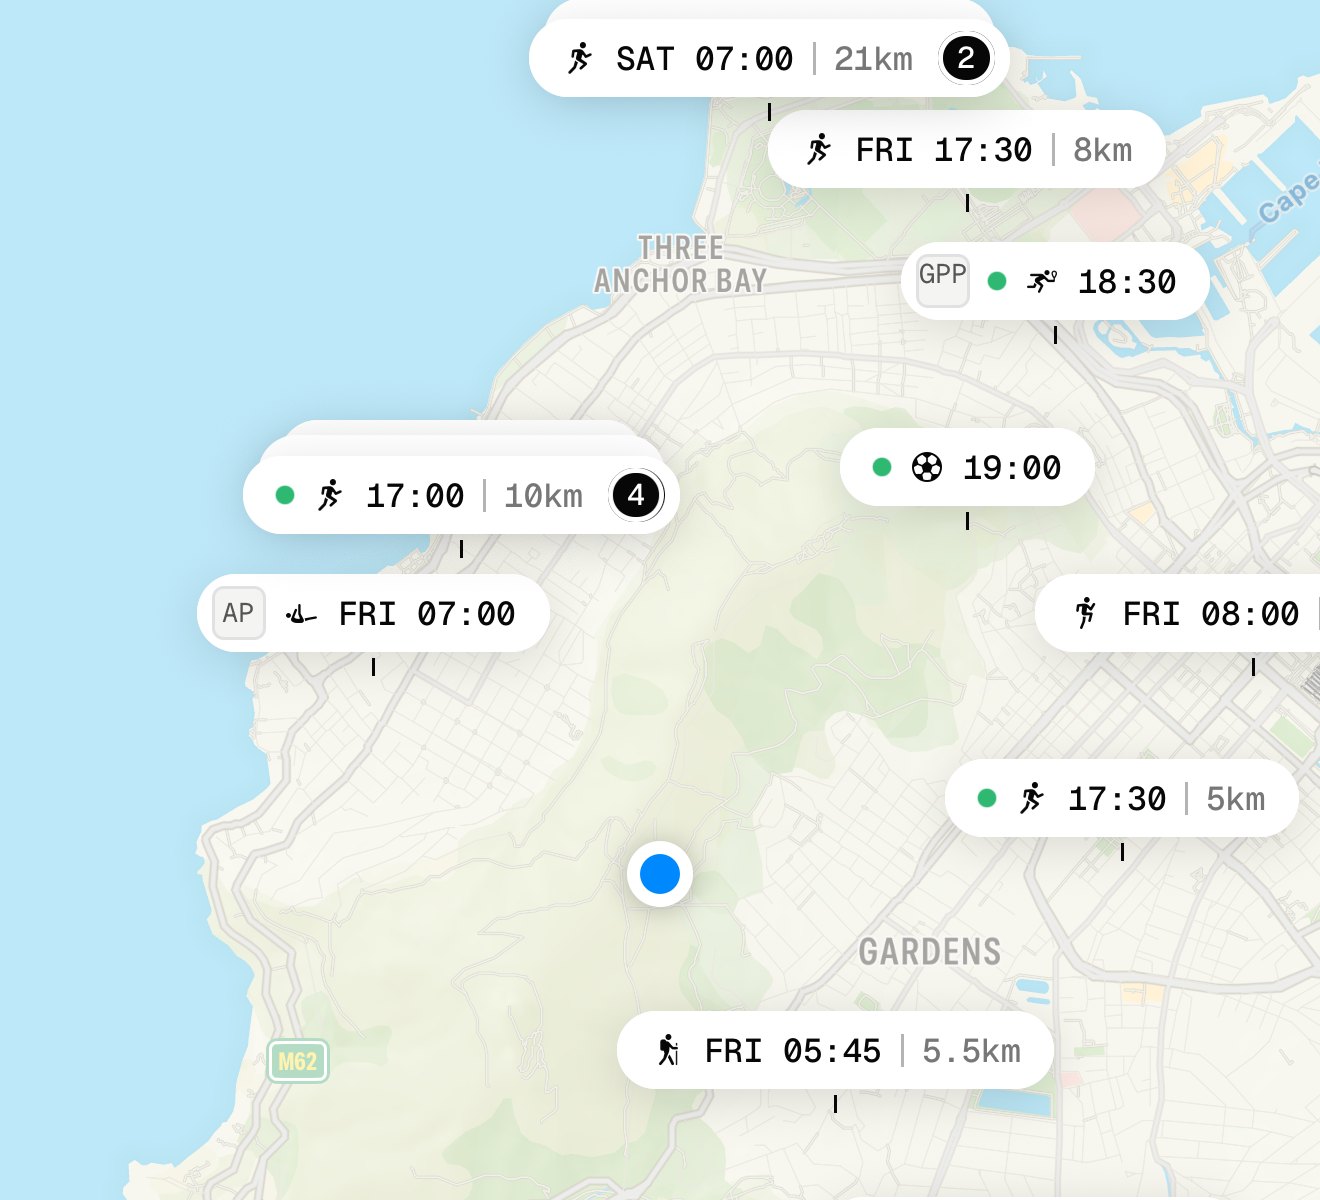 SAT 07:00 | 21km 2
FRI 17:30 | 8km
Cape
THREE
ANCHOR BAY
GPP 18:30
17:00 | 10km 4
19:00
AP FRI 07:00
FRI 08:00
17:30 | 5km
GARDENS
FRI 05:45 | 5.5km
M62